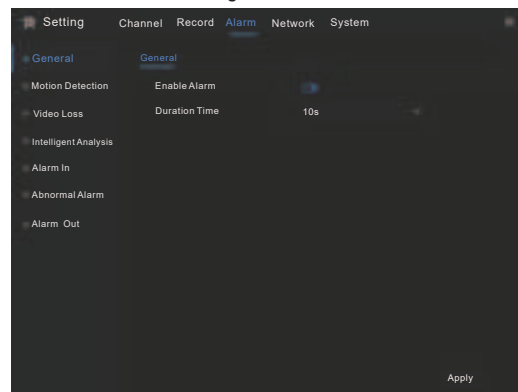 Setting Channel Record Alarm Network System
General
General
Motion Detection
Enable Alarm
Video Loss
Duration Time 10s
Intelligent Analysis
Alarm In
Abnormal Alarm
Alarm Out
Apply